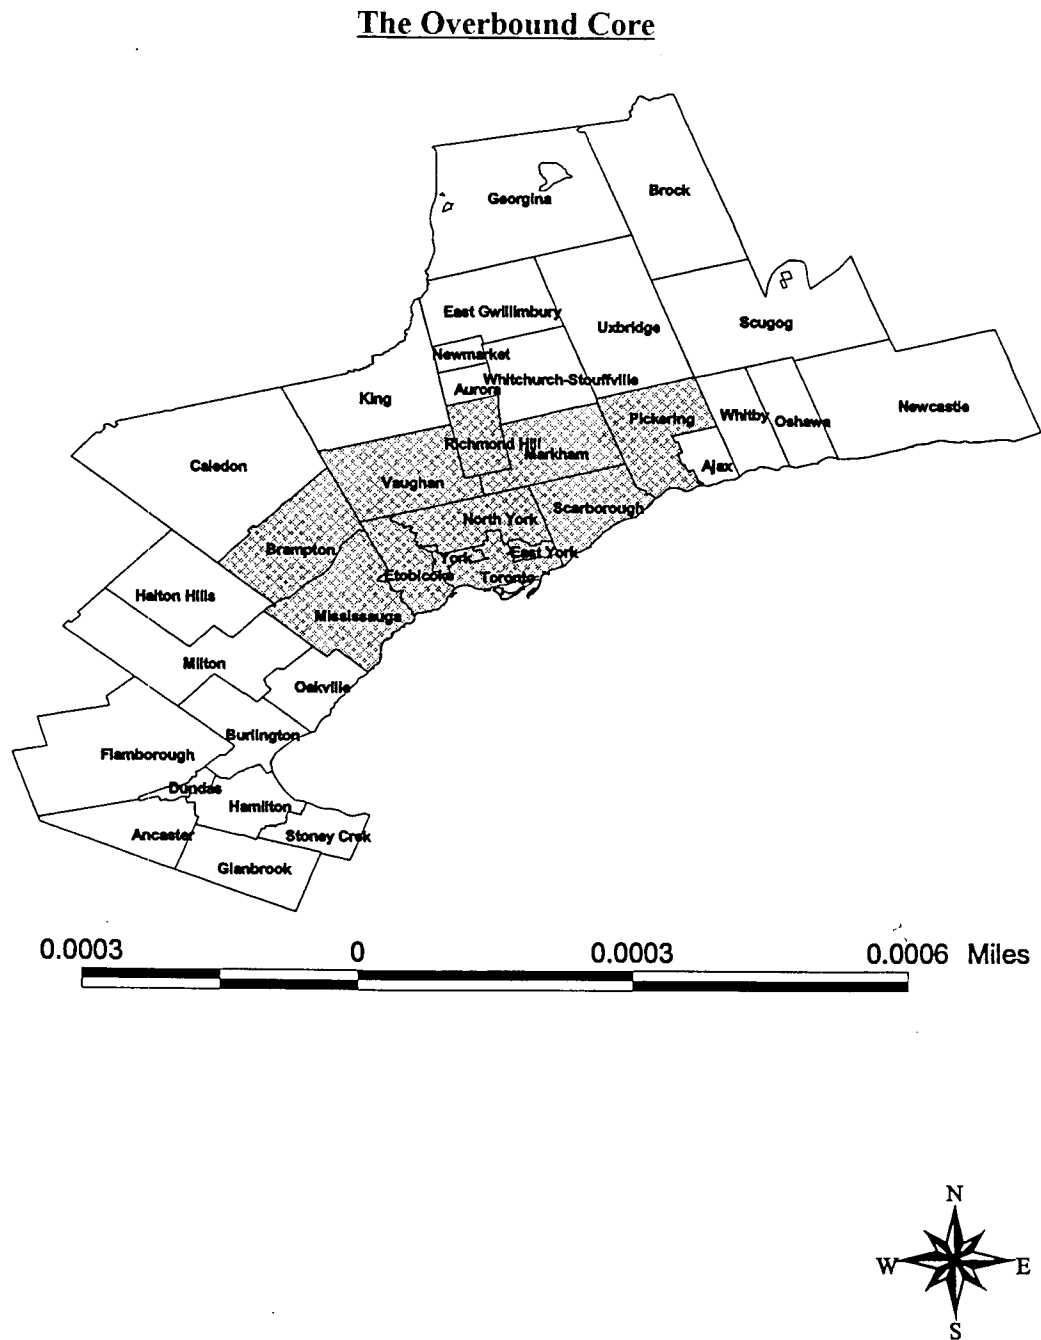 The Overbound Core
Brock
Georgina
East Gwillimbury
Uxbridge
Scugog
Newmarket
Whitchurch-Stouffville
Aurora
King
Pickering
Whitby
Oshawa
Newcastle
Richmond Hill
Markham
Caledon
Ajax
Vaughan
Scarborough
North York
Brampton
York
East York
Etobicoke
Toronto
Halton Hills
Mississauga
Milton
Oakville
Burlington
Flamborough
Dundas
Hamilton
Ancaster
Stoney Crek
Glanbrook
0.0003 0 0.0003 0.0006 Miles
N
W E
S